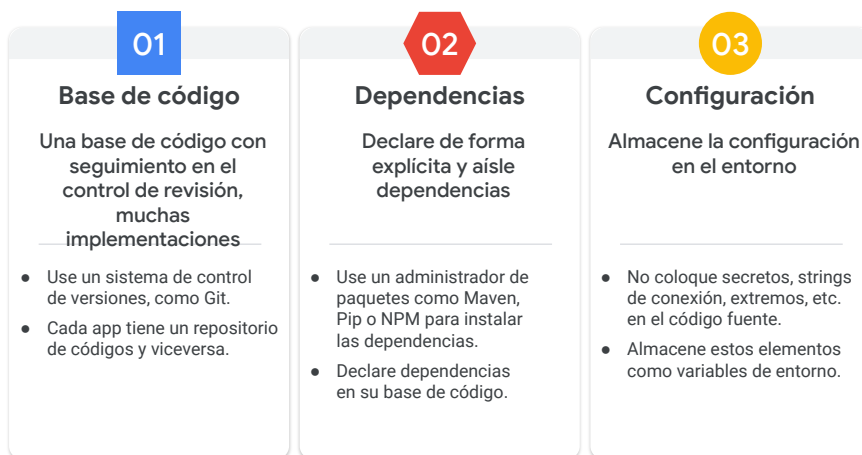 01
Base de código
Una base de código con
seguimiento en el
control de revisión,
muchas
implementaciones
● Use un sistema de control
de versiones, como Git.
● Cada app tiene un repositorio
de códigos y viceversa.
02
Dependencias
Declare de forma
explícita y aísle
dependencias
● Use un administrador de
paquetes como Maven,
Pip o NPM para instalar
las dependencias.
● Declare dependencias
en su base de código.
03
Configuración
Almacene la configuración
en el entorno
● No coloque secretos, strings
de conexión, extremos, etc.
en el código fuente.
● Almacene estos elementos
como variables de entorno.